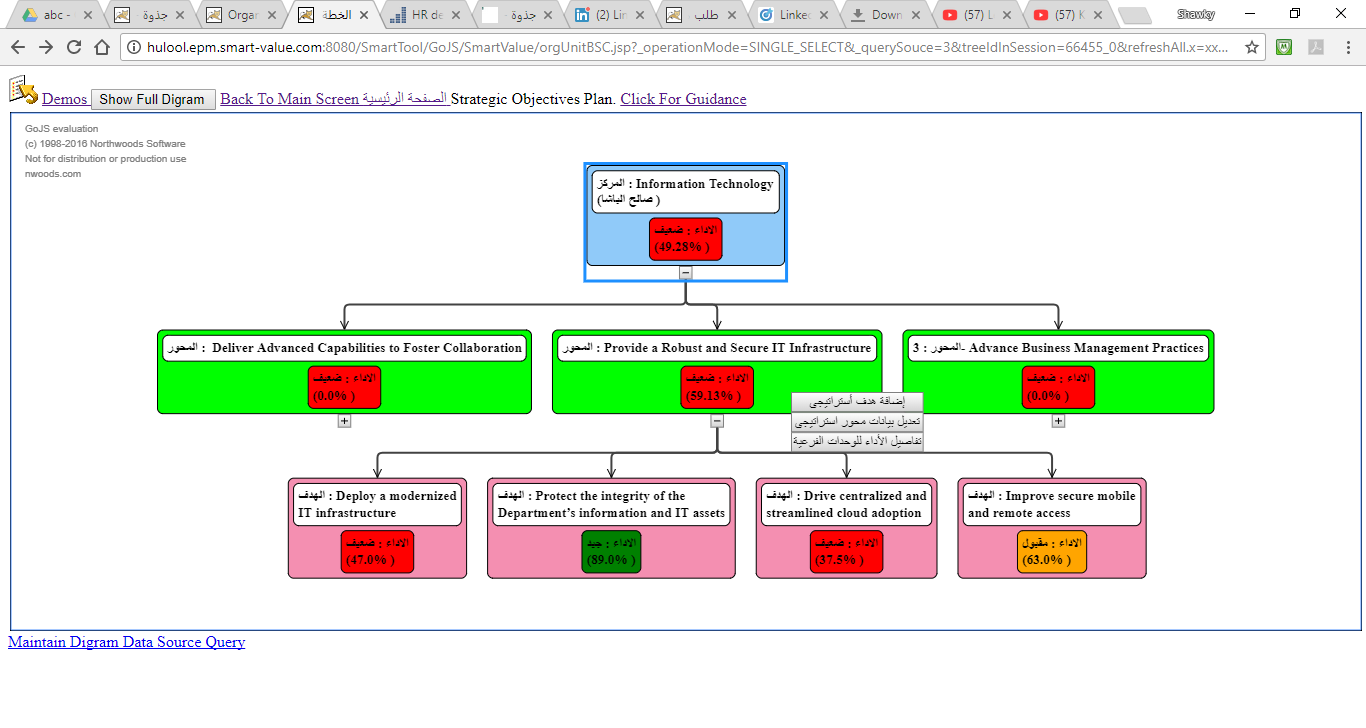 abc -
جذوة
Organ
الخطة
HR de
جذوة -
(2) Lin
طلب
Linked
Down
(57) L
(57) K
Shawky
hulool.epm.smart-value.com:8080/SmartTool/GoJS/SmartValue/orgUnitBSC.jsp?_operationMode=SINGLE_SELECT&_querySouce=3&treeIdInSession=66455_0&refreshAll.x=xx...
Demos Show Full Digram Back To Main Screen الصفحة الرئيسية Strategic Objectives Plan. Click For Guidance
GoJS evaluation
(c) 1998-2016 Northwoods Software
Not for distribution or production use
nwoods.com
المركز : Information Technology
(صالح الباشا )
الاداء : ضعيف
(49.28% )
المحور : Deliver Advanced Capabilities to Foster Collaboration
الاداء : ضعيف
(0.0% )
المحور : Provide a Robust and Secure IT Infrastructure
الاداء : ضعيف
(59.13% )
3 : المحور- Advance Business Management Practices
الاداء : ضعيف
(0.0% )
إضافة هدف أستراتيجى
تعديل بيانات محور استراتيجى
تفاصيل الأداء للوحدات الفرعية
الهدف : Deploy a modernized
IT infrastructure
الاداء : ضعيف
(47.0% )
الهدف : Protect the integrity of the
Department's information and IT assets
الاداء : جيد
(89.0% )
الهدف : Drive centralized and
streamlined cloud adoption
الاداء : ضعيف
(37.5% )
الهدف : Improve secure mobile
and remote access
الاداء : مقبول
(63.0% )
Maintain Digram Data Source Query